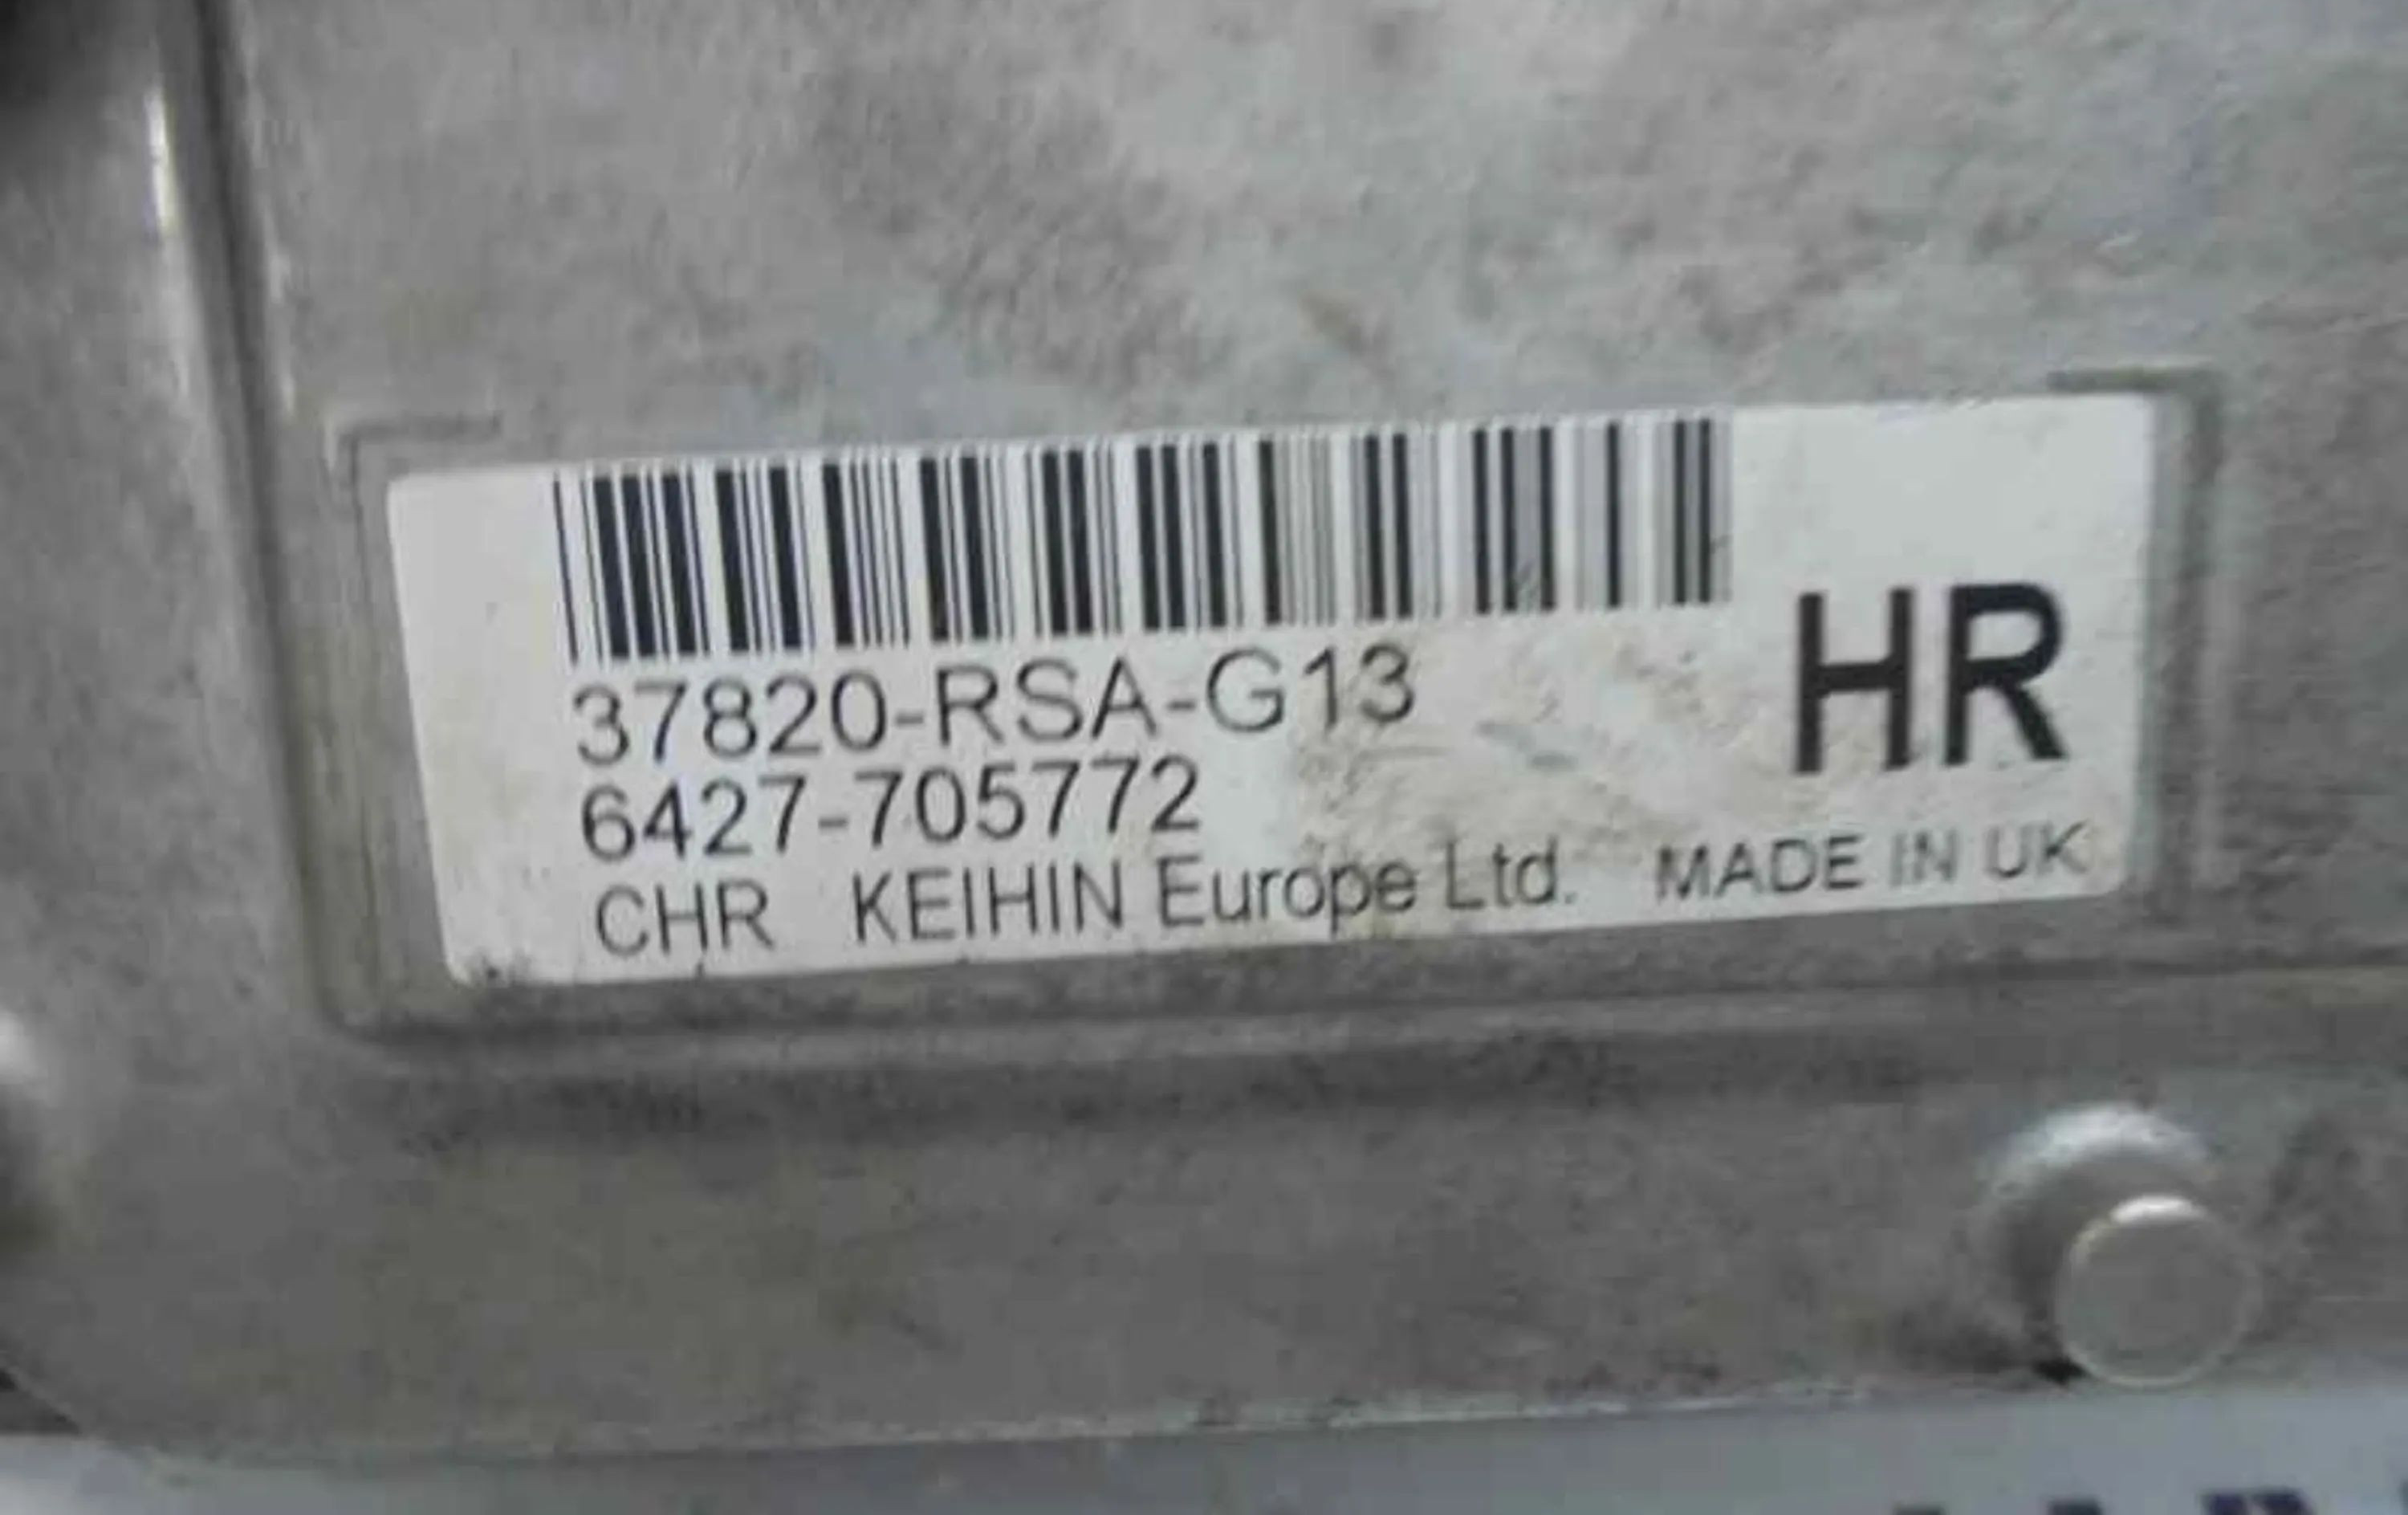 37820-RSA-G13
HR
6427-705772
CHR KEIHIN Europe Ltd. MADE IN UK